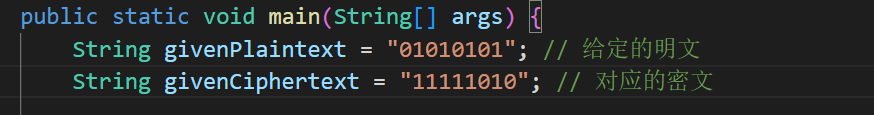 public static void main(String[] args) {
String givenPlaintext = "01010101"; // 给定的明文
String givenCiphertext = "11111010"; // 对应的密文